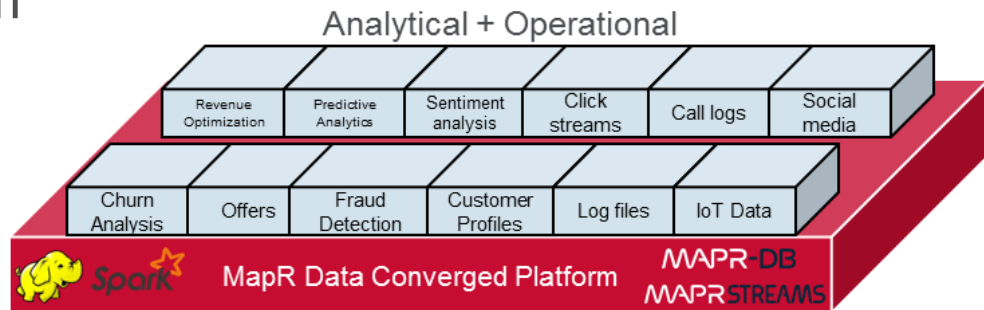 Analytical + Operational
Revenue
Optimization
Predictive
Analytics
Sentiment
analysis
Click
streams
Call logs
Social
media
Churn
Analysis
Offers
Fraud
Detection
Customer
Profiles
Log files
IoT Data
Spark
MapR Data Converged Platform
MAPR-DB
MAPR STREAMS